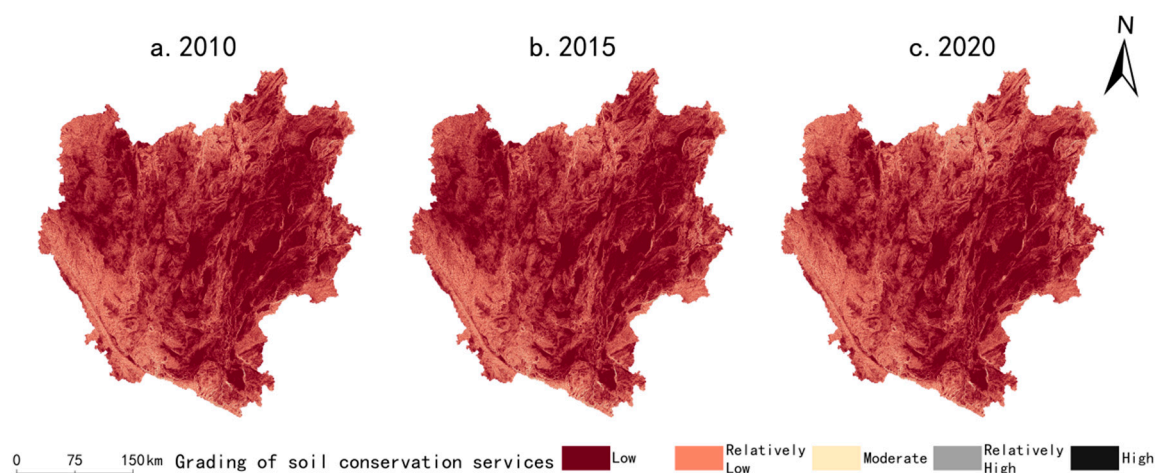 a. 2010
b. 2015
c. 2020
N
0 75 150km
Grading of soil conservation services
Low
Relatively
Low
Moderate
Relatively
High
High